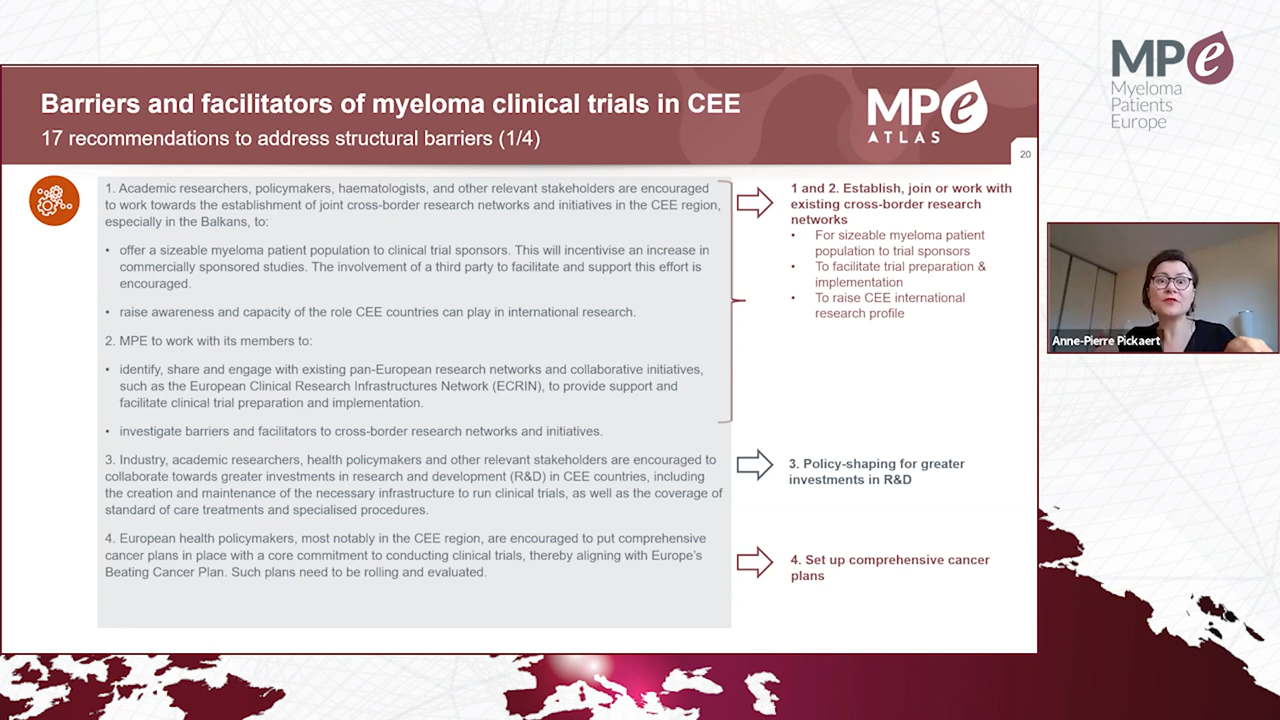 Barriers and facilitators of myeloma clinical trials in CEE
17 recommendations to address structural barriers (1/4)
MPe
ATLAS
20
MPe
Myeloma
Patients
Europe
1. Academic researchers, policymakers, haematologists, and other relevant stakeholders are encouraged
to work towards the establishment of joint cross-border research networks and initiatives in the CEE region,
especially in the Balkans, to:
• offer a sizeable myeloma patient population to clinical trial sponsors. This will incentivise an increase in
commercially sponsored studies. The involvement of a third party to facilitate and support this effort is
encouraged.
• raise awareness and capacity of the role CEE countries can play in international research.
2. MPE to work with its members to:
• identify, share and engage with existing pan-European research networks and collaborative initiatives,
such as the European Clinical Research Infrastructures Network (ECRIN), to provide support and
facilitate clinical trial preparation and implementation.
• investigate barriers and facilitators to cross-border research networks and initiatives.
3. Industry, academic researchers, health policymakers and other relevant stakeholders are encouraged to
collaborate towards greater investments in research and development (R&D) in CEE countries, including
the creation and maintenance of the necessary infrastructure to run clinical trials, as well as the coverage of
standard of care treatments and specialised procedures.
4. European health policymakers, most notably in the CEE region, are encouraged to put comprehensive
cancer plans in place with a core commitment to conducting clinical trials, thereby aligning with Europe's
Beating Cancer Plan. Such plans need to be rolling and evaluated.
1 and 2. Establish, join or work with
existing cross-border research
networks
• For sizeable myeloma patient
population to trial sponsors
• To facilitate trial preparation &
implementation
• To raise CEE international
research profile
3. Policy-shaping for greater
investments in R&D
4. Set up comprehensive cancer
plans
Anne-Pierre Pickaert